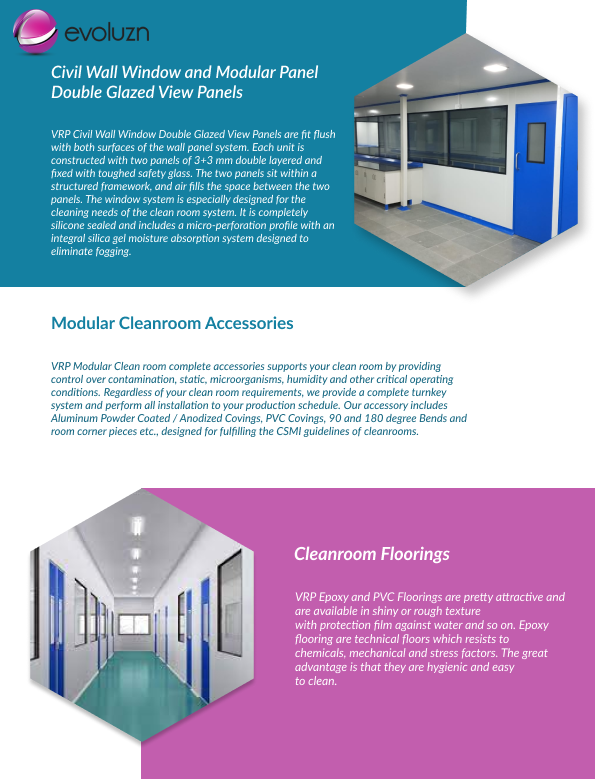 evoluzn
Civil Wall Window and Modular Panel
Double Glazed View Panels
VRP Civil Wall Window Double Glazed View Panels are fit flush
with both surfaces of the wall panel system. Each unit is
constructed with two panels of 3+3 mm double layered and
fixed with toughed safety glass. The two panels sit within a
structured framework, and air fills the space between the two
panels. The window system is especially designed for the
cleaning needs of the clean room system. It is completely
silicone sealed and includes a micro-perforation profile with an
integral silica gel moisture absorption system designed to
eliminate fogging.
Modular Cleanroom Accessories
VRP Modular Clean room complete accessories supports your clean room by providing
control over contamination, static, microorganisms, humidity and other critical operating
conditions. Regardless of your clean room requirements, we provide a complete turnkey
system and perform all installation to your production schedule. Our accessory includes
Aluminum Powder Coated / Anodized Covings, PVC Covings, 90 and 180 degree Bends and
room corner pieces etc., designed for fulfilling the CSMI guidelines of cleanrooms.
Cleanroom Floorings
VRP Epoxy and PVC Floorings are pretty attractive and
are available in shiny or rough texture
with protection film against water and so on. Epoxy
flooring are technical floors which resists to
chemicals, mechanical and stress factors. The great
advantage is that they are hygienic and easy
to clean.